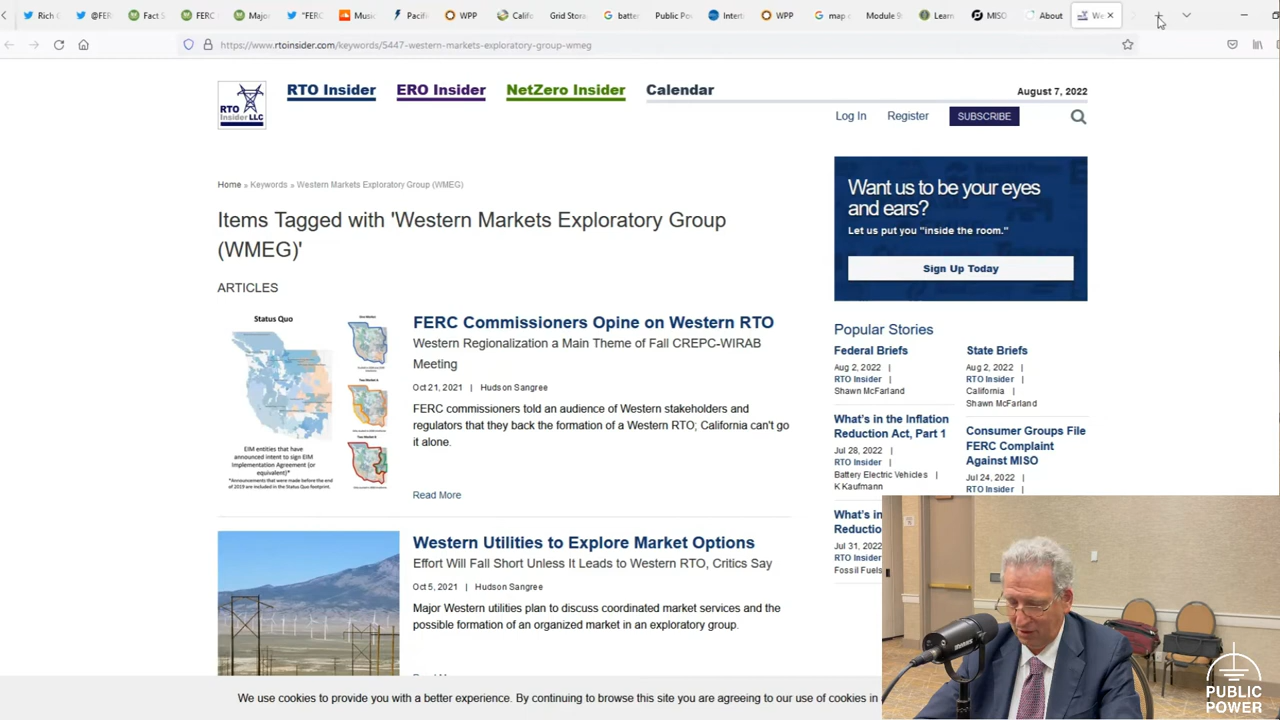 Rich C
@FER
Fact S
FERC
Major
"FERC
Music
Pacifi
WPP
Califo
Grid Stora
batter
Public Po
Interto
WPP
map o
Module 9
Learn
MISO
About
We
https://www.rtoinsider.com/keywords/5447-western-markets-exploratory-group-wmeg
RTO
Insider LLC
RTO Insider
ERO Insider
NetZero Insider
Calendar
August 7, 2022
Log In
Register
SUBSCRIBE
Home » Keywords » Western Markets Exploratory Group (WMEG)
Items Tagged with 'Western Markets Exploratory Group
(WMEG)'
ARTICLES
Status Quo
EIM entities that have
announced intent to sign EIM
Implementation Agreement (or
equivalent)*
*Announcements that were made before the end
of 2019 are included in the Status Quo footprint.
FERC Commissioners Opine on Western RTO
Western Regionalization a Main Theme of Fall CREPC-WIRAB
Meeting
Oct 21, 2021 | Hudson Sangree
FERC commissioners told an audience of Western stakeholders and
regulators that they back the formation of a Western RTO; California can't go
it alone.
Read More
Western Utilities to Explore Market Options
Effort Will Fall Short Unless It Leads to Western RTO, Critics Say
Oct 5, 2021 | Hudson Sangree
Major Western utilities plan to discuss coordinated market services and the
possible formation of an organized market in an exploratory group.
Want us to be your eyes
and ears?
Let us put you "inside the room."
Sign Up Today
Popular Stories
Federal Briefs
Aug 2, 2022 |
RTO Insider |
Shawn McFarland
What's in the Inflation
Reduction Act, Part 1
Jul 28, 2022 |
RTO Insider |
Battery Electric Vehicles |
K Kaufmann
What's in
Reduction
Jul 31, 2022
RTO Inside
Fossil Fuels
State Briefs
Aug 2, 2022 |
RTO Insider |
California |
Shawn McFarland
Consumer Groups File
FERC Complaint
Against MISO
Jul 24, 2022 |
RTO Insider |
We use cookies to provide you with a better experience. By continuing to browse this site you are agreeing to our use of cookies in
PUBLIC
POWER